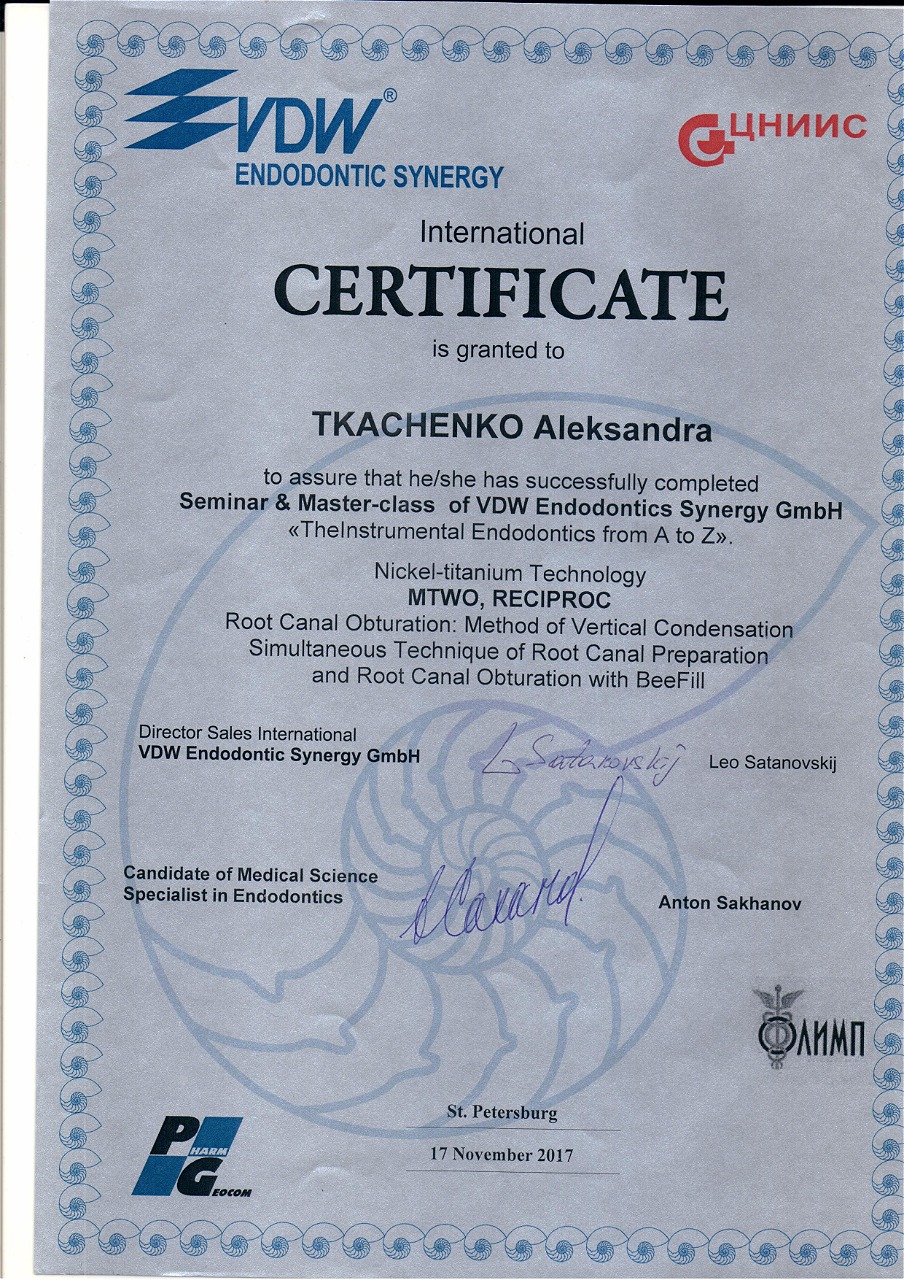 VDW®
ENDODONTIC SYNERGY
ЦНИИС
International
CERTIFICATE
is granted to
TKACHENKO Aleksandra
to assure that he/she has successfully completed
Seminar & Master-class of VDW Endodontics Synergy GmbH
«TheInstrumental Endodontics from A to Z».
Nickel-titanium Technology
MTWO, RECIPROC
Root Canal Obturation: Method of Vertical Condensation
Simultaneous Technique of Root Canal Preparation
and Root Canal Obturation with BeeFill
Director Sales International
VDW Endodontic Synergy GmbH
L Satanovskij
Leo Satanovskij
Candidate of Medical Science
Specialist in Endodontics
Anton Sakhanov
ОЛИМП
St. Petersburg
17 November 2017
PHARM
GEOCOM